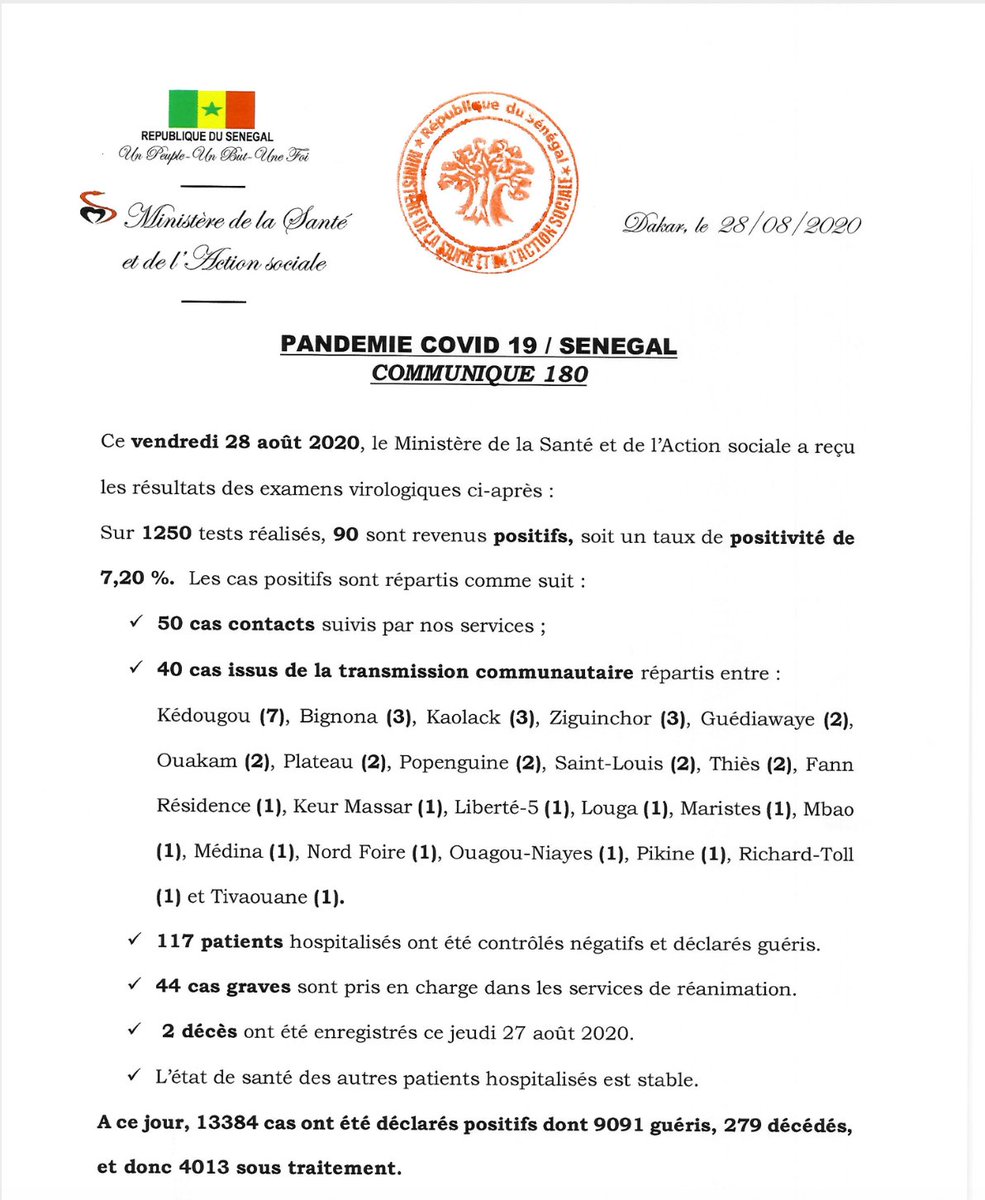 REPUBLIQUE DU SENEGAL
Un Peuple-Un But-Une Foi
Ministère de la Santé
et de l'Action sociale
★ République du Sénégal ★
MINISTÈRE DE LA SANTÉ ET DE L'ACTION SOCIALE
Dakar, le 28/08/2020
PANDEMIE COVID 19 / SENEGAL
COMMUNIQUE 180
Ce vendredi 28 août 2020, le Ministère de la Santé et de l'Action sociale a reçu
les résultats des examens virologiques ci-après :
Sur 1250 tests réalisés, 90 sont revenus positifs, soit un taux de positivité de
7,20 %. Les cas positifs sont répartis comme suit :
✓ 50 cas contacts suivis par nos services ;
✓ 40 cas issus de la transmission communautaire répartis entre :
Kédougou (7), Bignona (3), Kaolack (3), Ziguinchor (3), Guédiawaye (2),
Ouakam (2), Plateau (2), Popenguine (2), Saint-Louis (2), Thiès (2), Fann
Résidence (1), Keur Massar (1), Liberté-5 (1), Louga (1), Maristes (1), Mbao
(1), Médina (1), Nord Foire (1), Ouagou-Niayes (1), Pikine (1), Richard-Toll
(1) et Tivaouane (1).
✓ 117 patients hospitalisés ont été contrôlés négatifs et déclarés guéris.
✓ 44 cas graves sont pris en charge dans les services de réanimation.
✓ 2 décès ont été enregistrés ce jeudi 27 août 2020.
✓ L'état de santé des autres patients hospitalisés est stable.
A ce jour, 13384 cas ont été déclarés positifs dont 9091 guéris, 279 décédés,
et donc 4013 sous traitement.